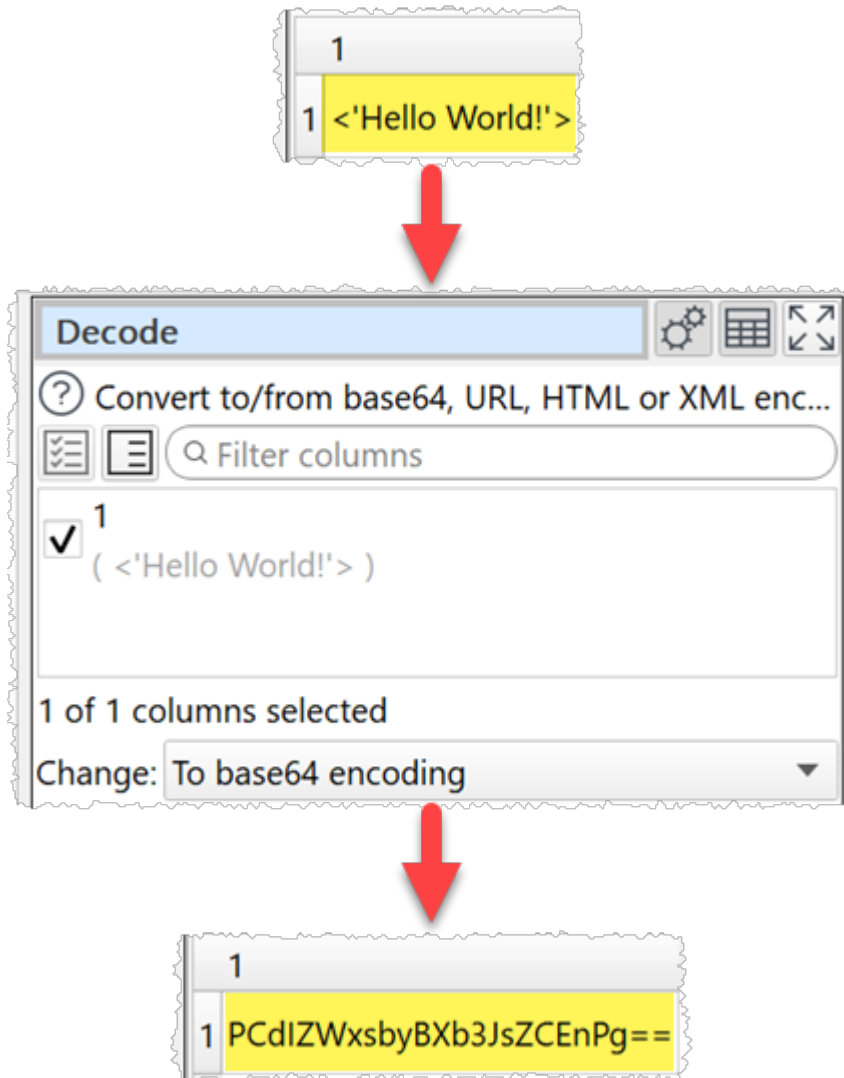 1
1 <'Hello World!'>
Decode
Convert to/from base64, URL, HTML or XML enc...
Filter columns
1
( <'Hello World!'> )
1 of 1 columns selected
Change: To base64 encoding
1
1 PCdIZWxsbyBXb3JsZCEnPg==